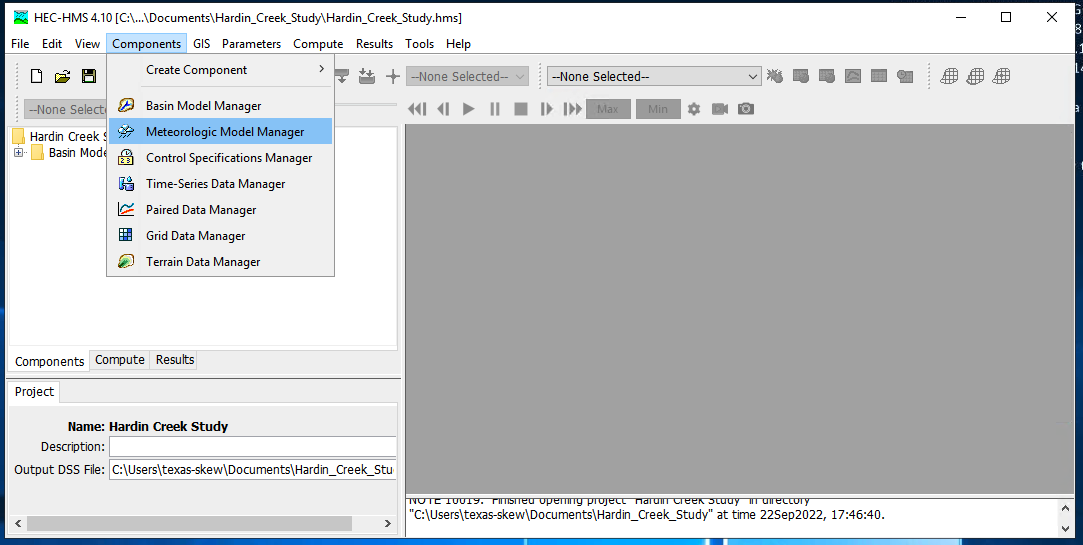 HEC-HMS 4.10 [C:\...\Documents\Hardin_Creek_Study\Hardin_Creek_Study.hms]
File Edit View Components GIS Parameters Compute Results Tools Help
Create Component
--None Selected--
--None Selected--
--None Selecte
Basin Model Manager
Max
Min
Hardin Creek S
Meteorologic Model Manager
Basin Mode
Control Specifications Manager
Time-Series Data Manager
Paired Data Manager
Grid Data Manager
Terrain Data Manager
Components Compute Results
Project
Name: Hardin Creek Study
Description:
Output DSS File: C:\Users\texas-skew\Documents\Hardin_Creek_Stu
NOTE 10019: Finished opening project "Hardin Creek Study" in directory
"C:\Users\texas-skew\Documents\Hardin_Creek_Study" at time 22Sep2022, 17:46:40.